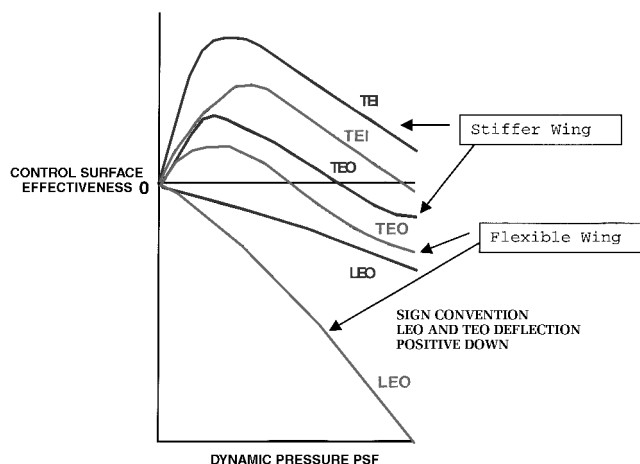 TEI
TEI
Stiffer Wing
TEO
CONTROL SURFACE
EFFECTIVENESS 0
TEO
Flexible Wing
LEO
SIGN CONVENTION
LEO AND TEO DEFLECTION
POSITIVE DOWN
LEO
DYNAMIC PRESSURE PSF